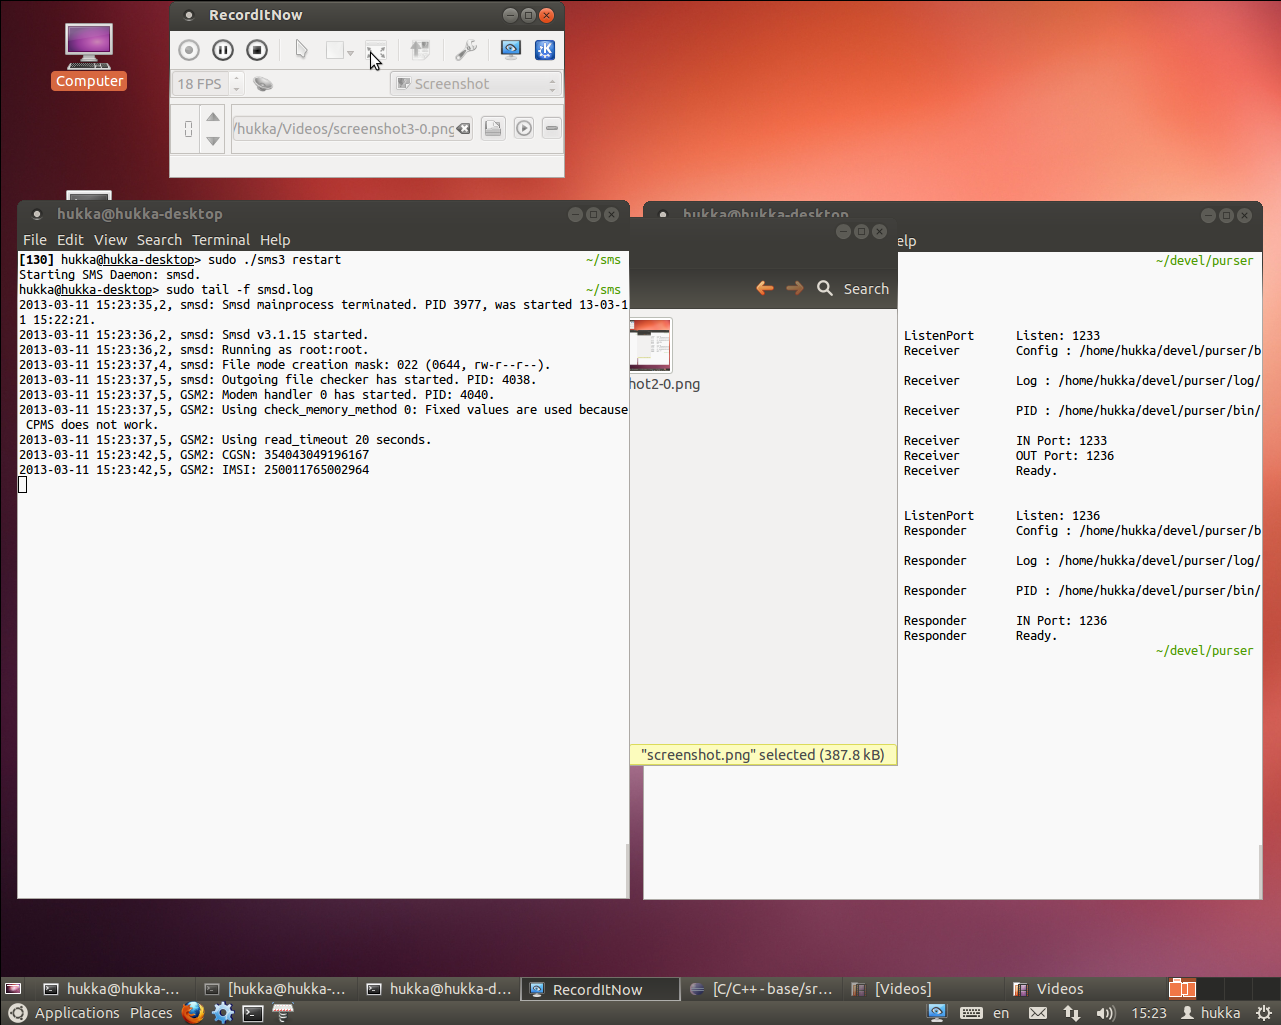 RecordItNow
Computer
18 FPS
Screenshot
/hukka/Videos/screenshot3-0.png
hukka@hukka-desktop
File Edit View Search Terminal Help
[130] hukka@hukka-desktop> sudo ./sms3 restart ~/sms
Starting SMS Daemon: smsd.
hukka@hukka-desktop> sudo tail -f smsd.log ~/sms
2013-03-11 15:23:35,2, smsd: Smsd mainprocess terminated. PID 3977, was started 13-03-1
1 15:22:21.
2013-03-11 15:23:36,2, smsd: Smsd v3.1.15 started.
2013-03-11 15:23:36,2, smsd: Running as root:root.
2013-03-11 15:23:37,4, smsd: File mode creation mask: 022 (0644, rw-r--r--).
2013-03-11 15:23:37,5, smsd: Outgoing file checker has started. PID: 4038.
2013-03-11 15:23:37,5, GSM2: Modem handler 0 has started. PID: 4040.
2013-03-11 15:23:37,5, GSM2: Using check_memory_method 0: Fixed values are used because
CPMS does not work.
2013-03-11 15:23:37,5, GSM2: Using read_timeout 20 seconds.
2013-03-11 15:23:42,5, GSM2: CGSN: 354043049196167
2013-03-11 15:23:42,5, GSM2: IMSI: 250011765002964
Search
hot2-0.png
"screenshot.png" selected (387.8 kB)
hukka@hukka-desktop
elp
~/devel/purser
ListenPort Listen: 1233
Receiver Config : /home/hukka/devel/purser/b
Receiver Log : /home/hukka/devel/purser/log/
Receiver PID : /home/hukka/devel/purser/bin/
Receiver IN Port: 1233
Receiver OUT Port: 1236
Receiver Ready.
ListenPort Listen: 1236
Responder Config : /home/hukka/devel/purser/b
Responder Log : /home/hukka/devel/purser/log/
Responder PID : /home/hukka/devel/purser/bin/
Responder IN Port: 1236
Responder Ready.
~/devel/purser
hukka@hukka-... [hukka@hukka-... hukka@hukka-d... RecordItNow [C/C++ - base/sr... [Videos] Videos
Applications Places en 15:23 hukka